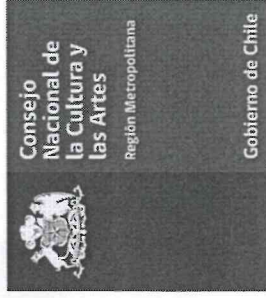 Consejo
Nacional de
la Cultura y
las Artes
Región Metropolitana
Gobierno de Chile